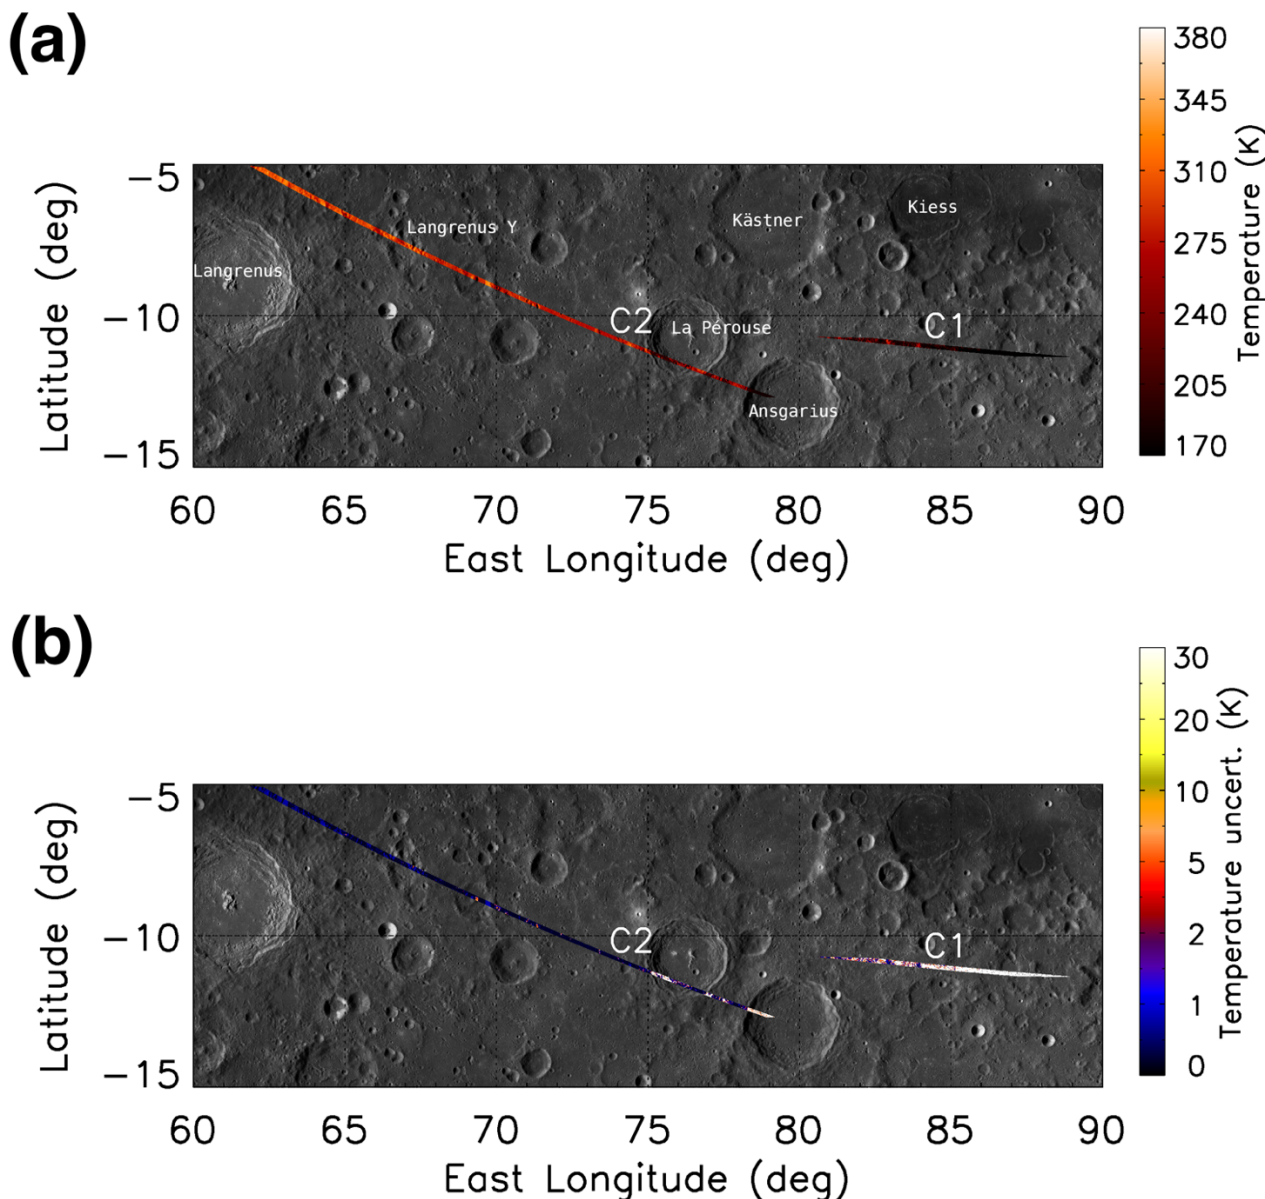 (a)
380
345
310
275
240
205
170
Temperature (K)
−5
−10
−15
Latitude (deg)
Langrenus
Langrenus Y
Kästner
Kiess
C2
La Pérouse
C1
Ansgarius
60 65 70 75 80 85 90
East Longitude (deg)
(b)
30
20
10
5
2
1
0
Temperature uncert. (K)
−5
−10
−15
Latitude (deg)
C2
C1
60 65 70 75 80 85 90
East Longitude (deg)